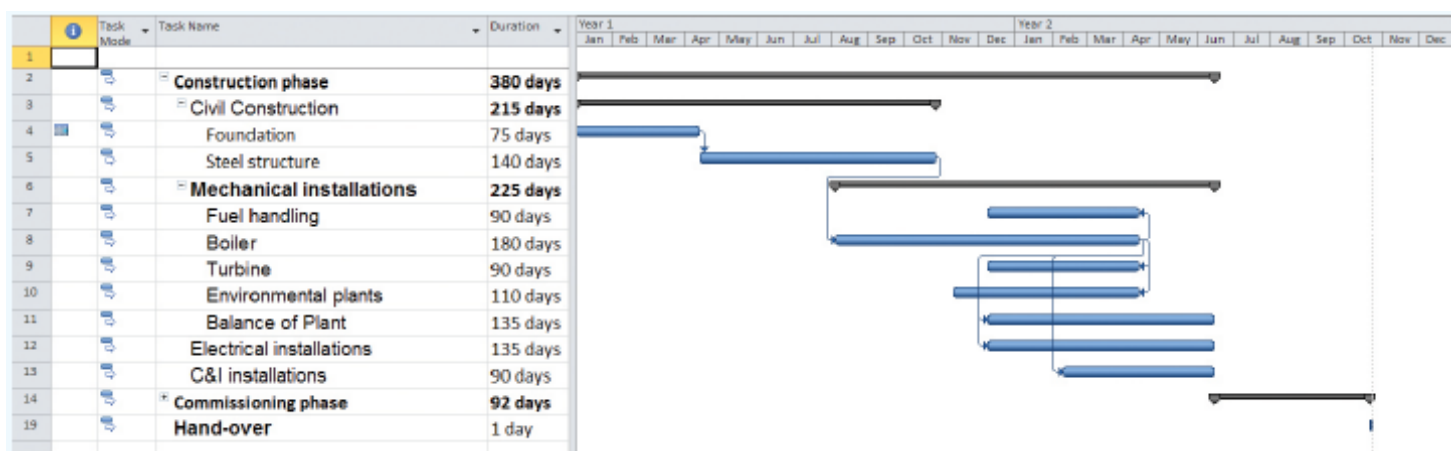 Task Mode Task Name Duration Year 1 Year 2
Jan Feb Mar Apr May Jun Jul Aug Sep Oct Nov Dec Jan Feb Mar Apr May Jun Jul Aug Sep Oct Nov Dec
1
2 Construction phase 380 days
3 Civil Construction 215 days
4 Foundation 75 days
5 Steel structure 140 days
6 Mechanical installations 225 days
7 Fuel handling 90 days
8 Boiler 180 days
9 Turbine 90 days
10 Environmental plants 110 days
11 Balance of Plant 135 days
12 Electrical installations 135 days
13 C&I installations 90 days
14 Commissioning phase 92 days
19 Hand-over 1 day